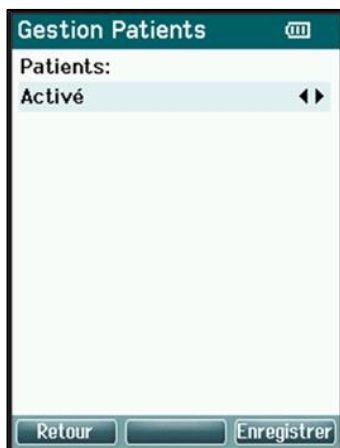 Gestion Patients
Patients:
Activé
Retour
Enregistrer